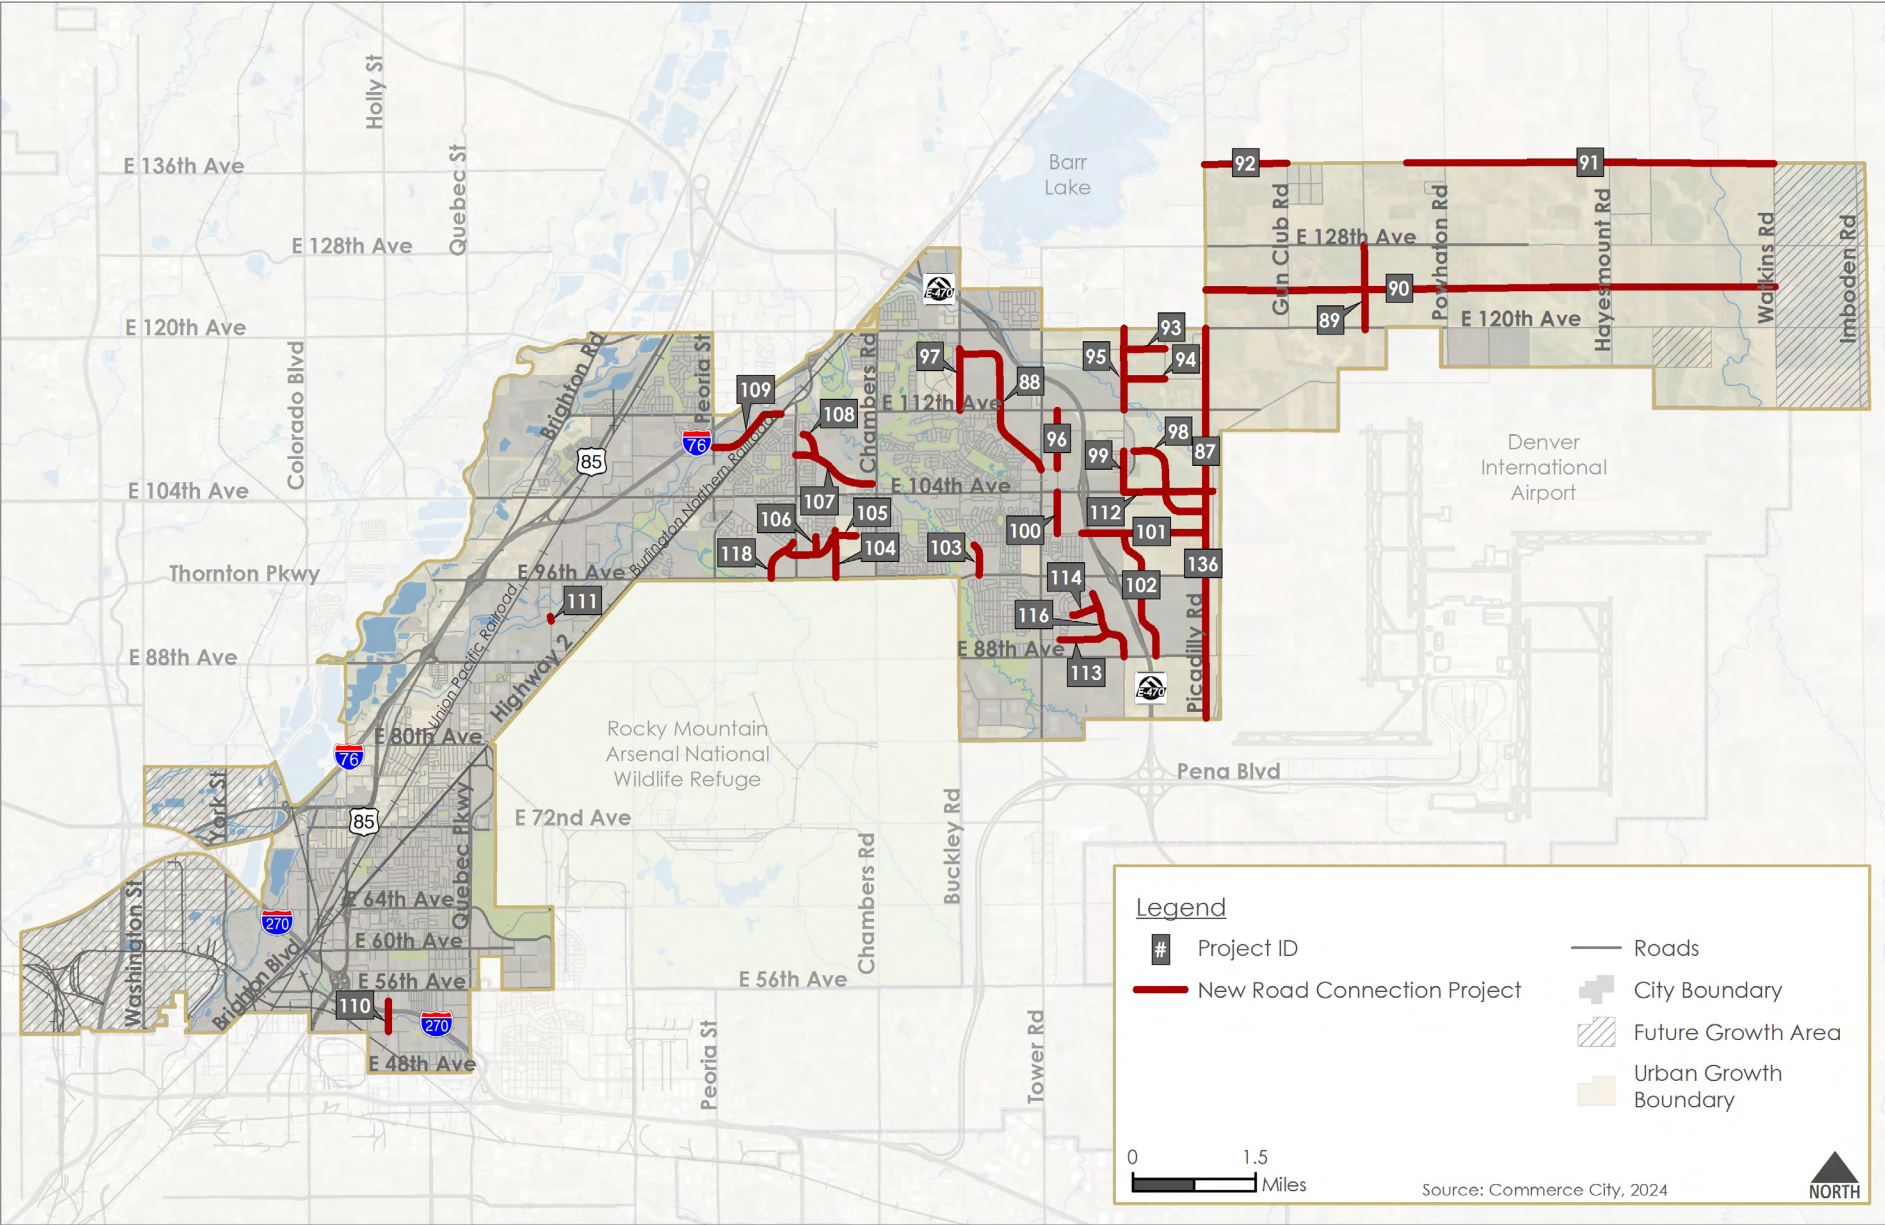 Holly St
E 136th Ave
Quebec St
E 128th Ave
Barr
Lake
92
91
Gun Club Rd
E 128th Ave
Powhaton Rd
Hayesmount Rd
Watkins Rd
Imboden Rd
90
89
E 120th Ave
E-470
E 120th Ave
Colorado Blvd
Brighton Rd
Peoria St
Chambers Rd
97
88
95
93
94
109
108
E 112th Ave
76
85
96
99
98
87
Denver
International
Airport
E 104th Ave
E 104th Ave
107
106
105
104
118
103
100
112
101
136
102
Burlington Northern Railroad
Thornton Pkwy
E 96th Ave
111
114
116
113
Union Pacific Railroad
E 88th Ave
Highway 2
E 88th Ave
E-470
Picadilly Rd
Rocky Mountain
Arsenal National
Wildlife Refuge
E 80th Ave
76
Pena Blvd
York St
85
Quebec Pkwy
E 72nd Ave
Chambers Rd
Buckley Rd
Washington St
E 64th Ave
270
E 60th Ave
Brighton Blvd
E 56th Ave
E 56th Ave
110
270
E 48th Ave
Peoria St
Tower Rd
Legend
# Project ID
New Road Connection Project
Roads
City Boundary
Future Growth Area
Urban Growth
Boundary
0 1.5
Miles
Source: Commerce City, 2024
NORTH